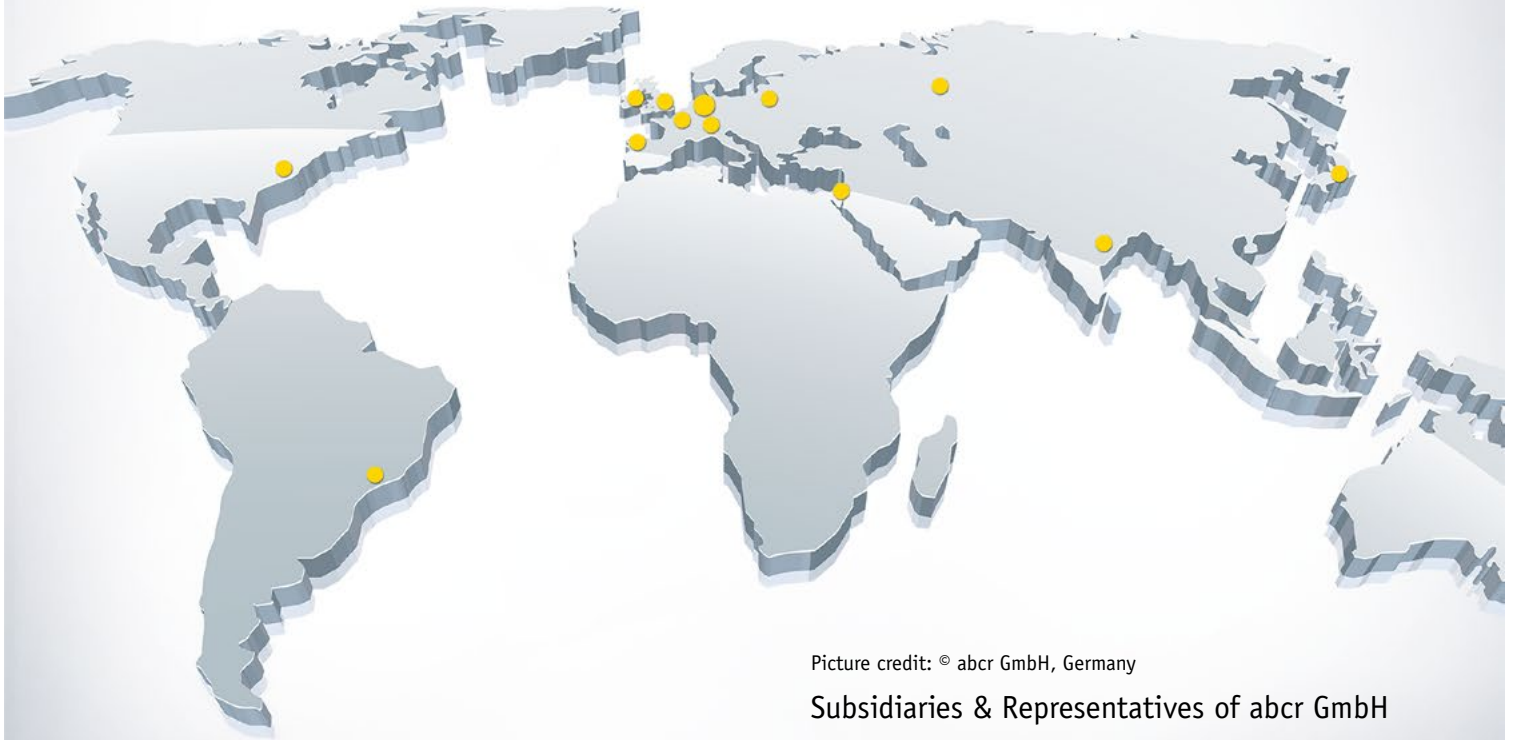 Picture credit: © abcr GmbH, Germany
Subsidiaries & Representatives of abcr GmbH